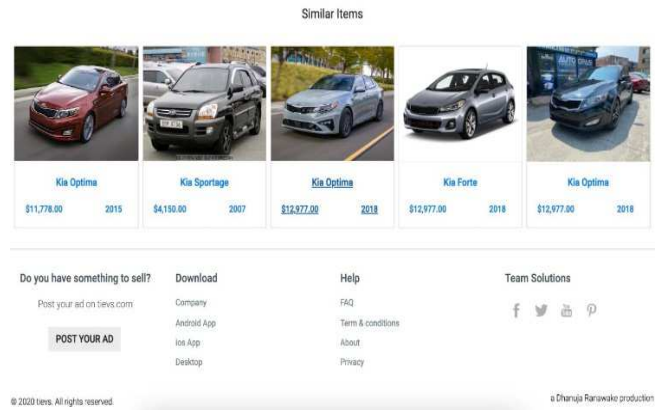 Similar Items
Kia Optima
$11,778.00 2015
Kia Sportage
$4,150.00 2007
Kia Optima
$12,977.00 2018
Kia Forte
$12,977.00 2018
Kia Optima
$12,977.00 2018
Do you have something to sell?
Post your ad on tievs.com
POST YOUR AD
Download
Company
Android App
Ios App
Desktop
Help
FAQ
Term & conditions
About
Privacy
Team Solutions
© 2020 tievs. All rights reserved.
a Dhanuja Ranawake production